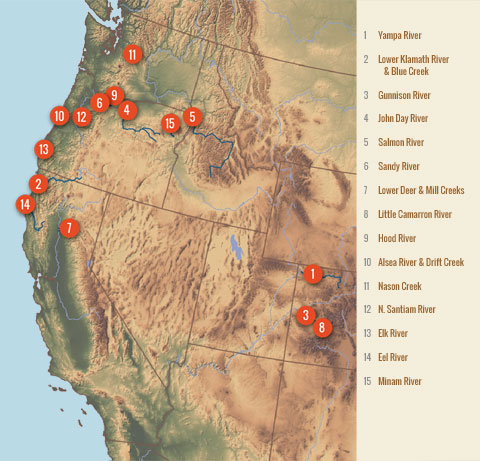 11
9
6
10
12
4
15
5
13
2
14
7
1
3
8
1 Yampa River
2 Lower Klamath River
& Blue Creek
3 Gunnison River
4 John Day River
5 Salmon River
6 Sandy River
7 Lower Deer & Mill Creeks
8 Little Camarron River
9 Hood River
10 Alsea River & Drift Creek
11 Nason Creek
12 N. Santiam River
13 Elk River
14 Eel River
15 Minam River